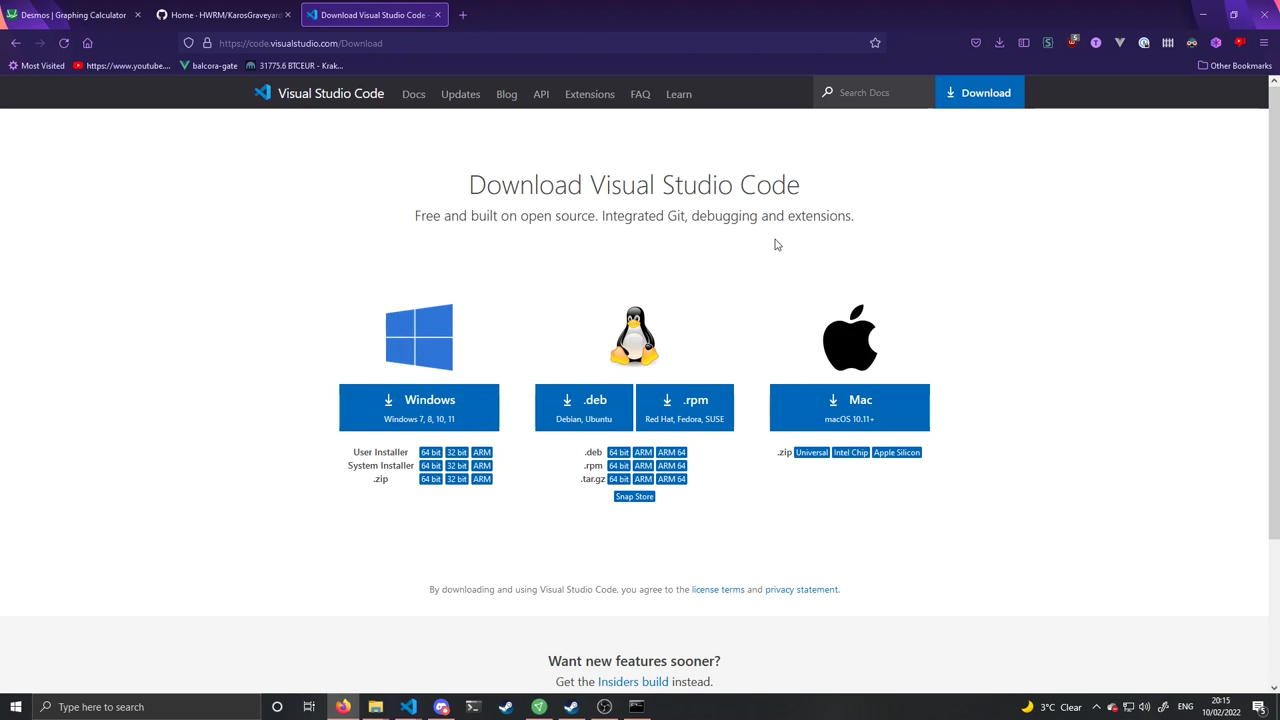 Desmos | Graphing Calculator
Home · HWRM/KarosGraveyard
Download Visual Studio Code -
https://code.visualstudio.com/Download
Most Visited
https://www.youtube....
balcora-gate
31775.6 BTCEUR - Krak...
Other Bookmarks
Visual Studio Code
Docs
Updates
Blog
API
Extensions
FAQ
Learn
Search Docs
Download
Download Visual Studio Code
Free and built on open source. Integrated Git, debugging and extensions.
Windows
Windows 7, 8, 10, 11
User Installer 64 bit 32 bit ARM
System Installer 64 bit 32 bit ARM
.zip 64 bit 32 bit ARM
.deb
Debian, Ubuntu
.rpm
Red Hat, Fedora, SUSE
.deb 64 bit ARM ARM 64
.rpm 64 bit ARM ARM 64
.tar.gz 64 bit ARM ARM 64
Snap Store
Mac
macOS 10.11+
.zip Universal Intel Chip Apple Silicon
By downloading and using Visual Studio Code, you agree to the license terms and privacy statement.
Want new features sooner?
Get the Insiders build instead.
Type here to search
3°C Clear
ENG
20:15
10/02/2022